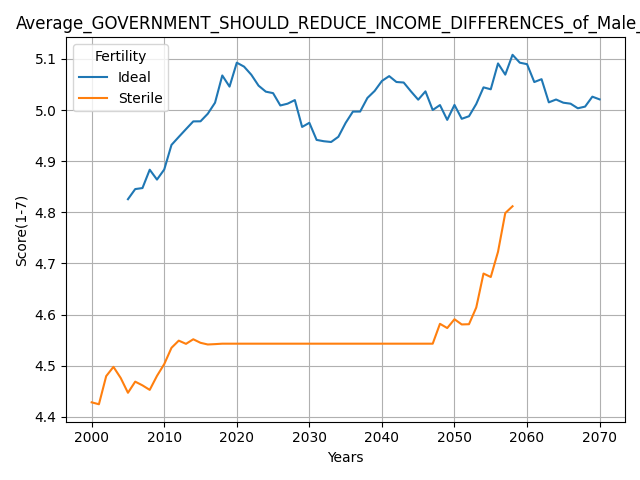 Average_GOVERNMENT_SHOULD_REDUCE_INCOME_DIFFERENCES_of_Male_
Fertility
Ideal
Sterile
Score(1-7)
5.1
5.0
4.9
4.8
4.7
4.6
4.5
4.4
2000 2010 2020 2030 2040 2050 2060 2070
Years